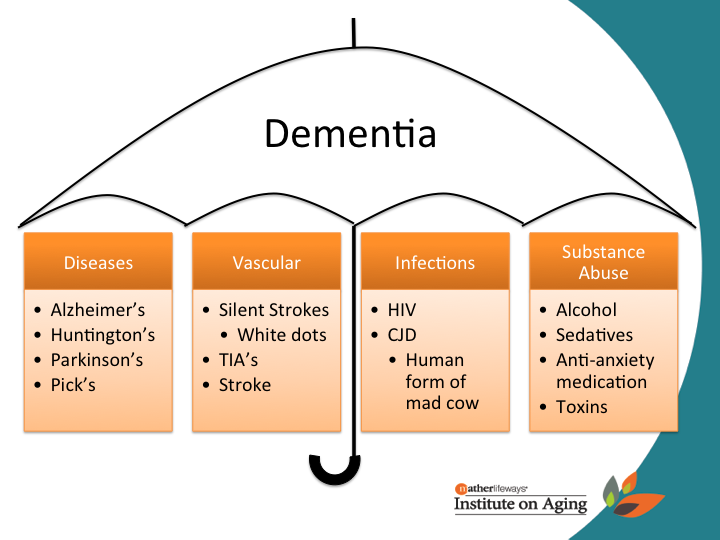 Dementia
Diseases
• Alzheimer’s
• Huntington’s
• Parkinson’s
• Pick’s
Vascular
• Silent Strokes
• White dots
• TIA’s
• Stroke
Infections
• HIV
• CJD
• Human
form of
mad cow
Substance
Abuse
• Alcohol
• Sedatives
• Anti-anxiety
medication
• Toxins
matherlifeways®
Institute on Aging